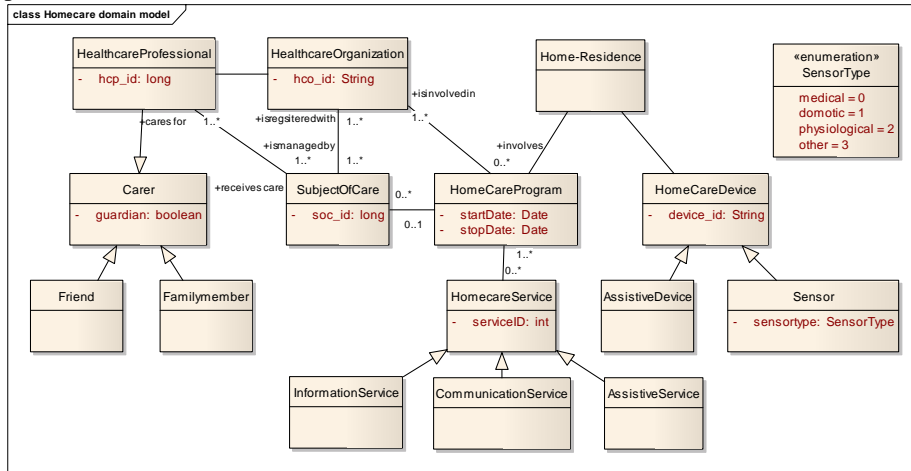 class Homecare domain model
HealthcareProfessional
- hcp_id: long
HealthcareOrganization
- hco_id: String
Home-Residence
«enumeration»
SensorType
medical = 0
domotic = 1
physiological = 2
other = 3
+cares for
1..*
+isregsiteredwith
1..*
+isinvolvedin
1..*
+ismanagedby
1..*
1..*
+involves
0..*
+receives care
Carer
- guardian: boolean
SubjectOfCare
- soc_id: long
0..*
0..1
HomeCareProgram
- startDate: Date
- stopDate: Date
HomeCareDevice
- device_id: String
1..*
0..*
Friend
Familymember
HomecareService
- serviceID: int
AssistiveDevice
Sensor
- sensortype: SensorType
InformationService
CommunicationService
AssistiveService